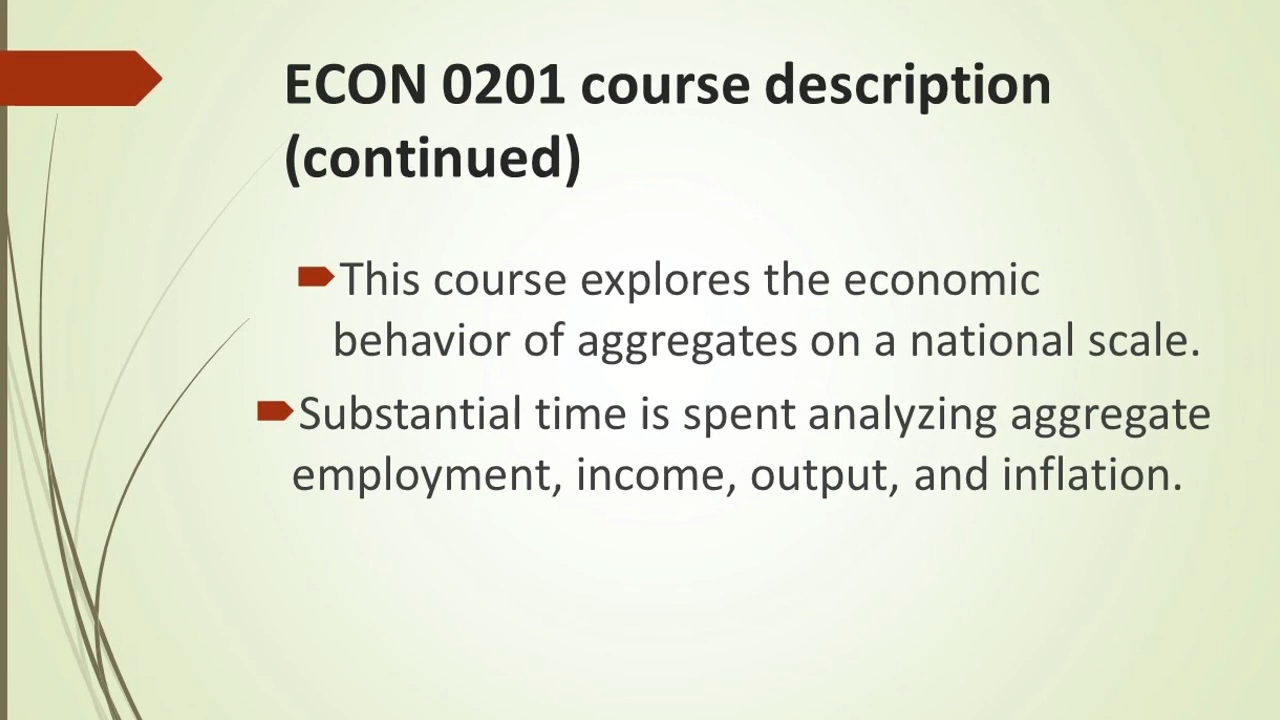 ECON 0201 course description
(continued)
This course explores the economic
behavior of aggregates on a national scale.
Substantial time is spent analyzing aggregate
employment, income, output, and inflation.